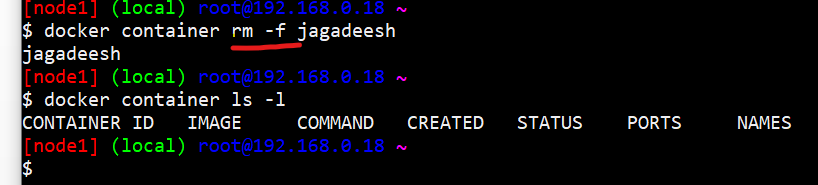 [node1] (local) root@192.168.0.18 ~
$ docker container rm -f jagadeesh
jagadeesh
[node1] (local) root@192.168.0.18 ~
$ docker container ls -l
CONTAINER ID   IMAGE     COMMAND   CREATED   STATUS    PORTS     NAMES
[node1] (local) root@192.168.0.18 ~
$